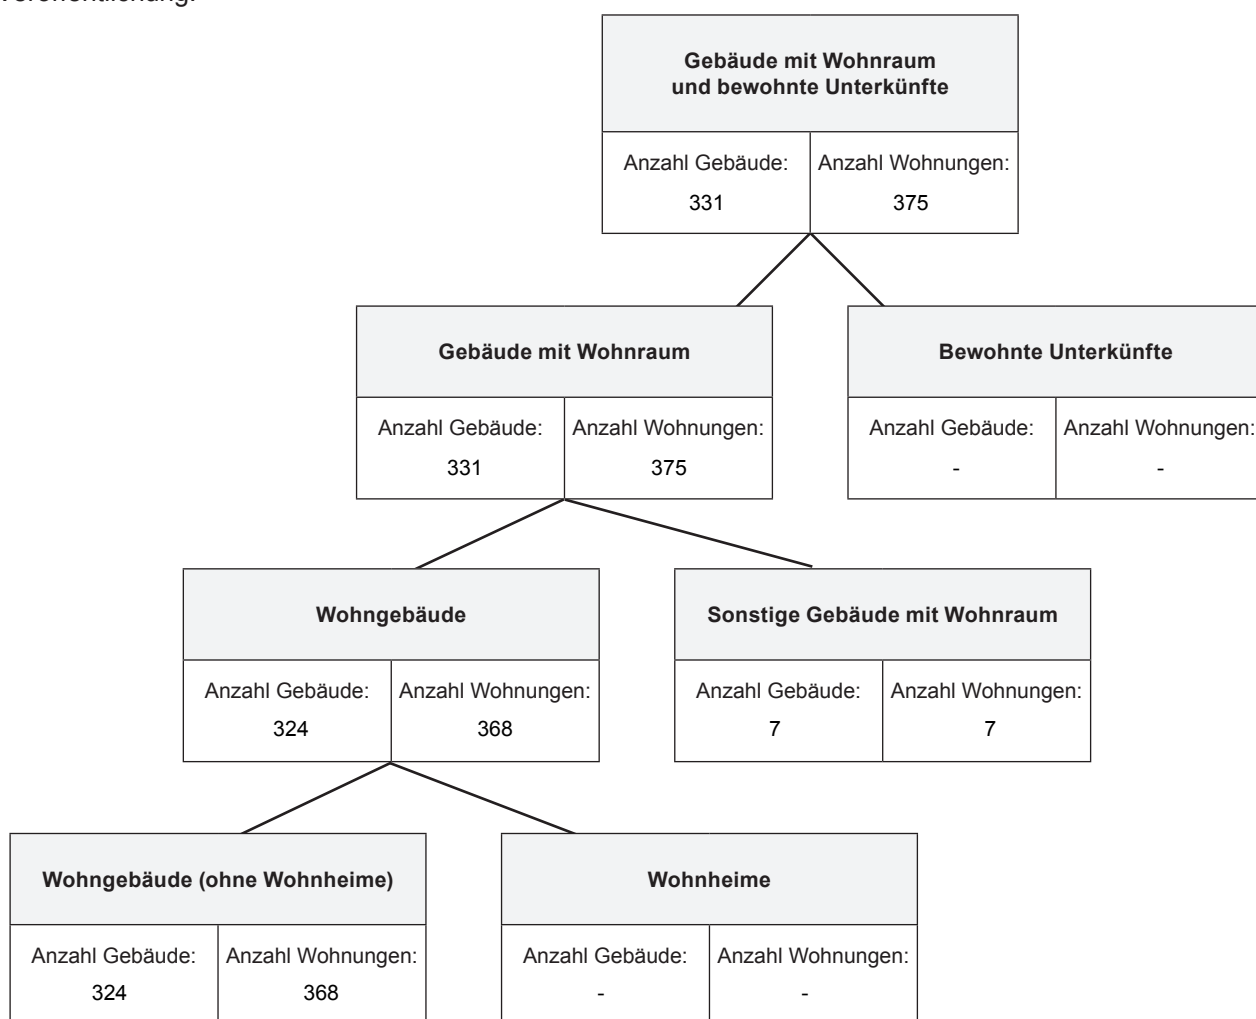 Veröffentlichung.
Gebäude mit Wohnraum
und bewohnte Unterkünfte
Anzahl Gebäude: Anzahl Wohnungen:
331 375
Gebäude mit Wohnraum Bewohnte Unterkünfte
Anzahl Gebäude: Anzahl Wohnungen: Anzahl Gebäude: Anzahl Wohnungen:
331 375 - -
Wohngebäude Sonstige Gebäude mit Wohnraum
Anzahl Gebäude: Anzahl Wohnungen: Anzahl Gebäude: Anzahl Wohnungen:
324 368 7 7
Wohngebäude (ohne Wohnheime) Wohnheime
Anzahl Gebäude: Anzahl Wohnungen: Anzahl Gebäude: Anzahl Wohnungen:
324 368 - -